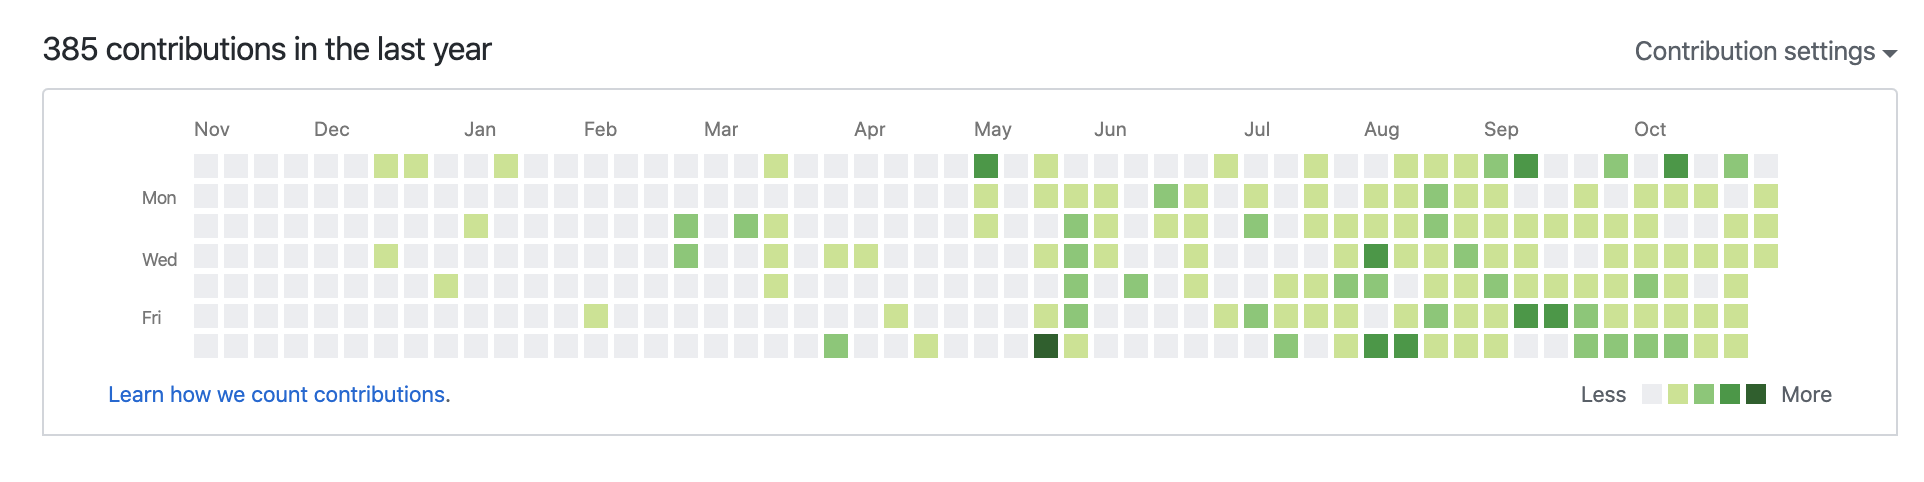 385 contributions in the last year
Contribution settings
Nov Dec Jan Feb Mar Apr May Jun Jul Aug Sep Oct
Mon
Wed
Fri
Learn how we count contributions.
Less More